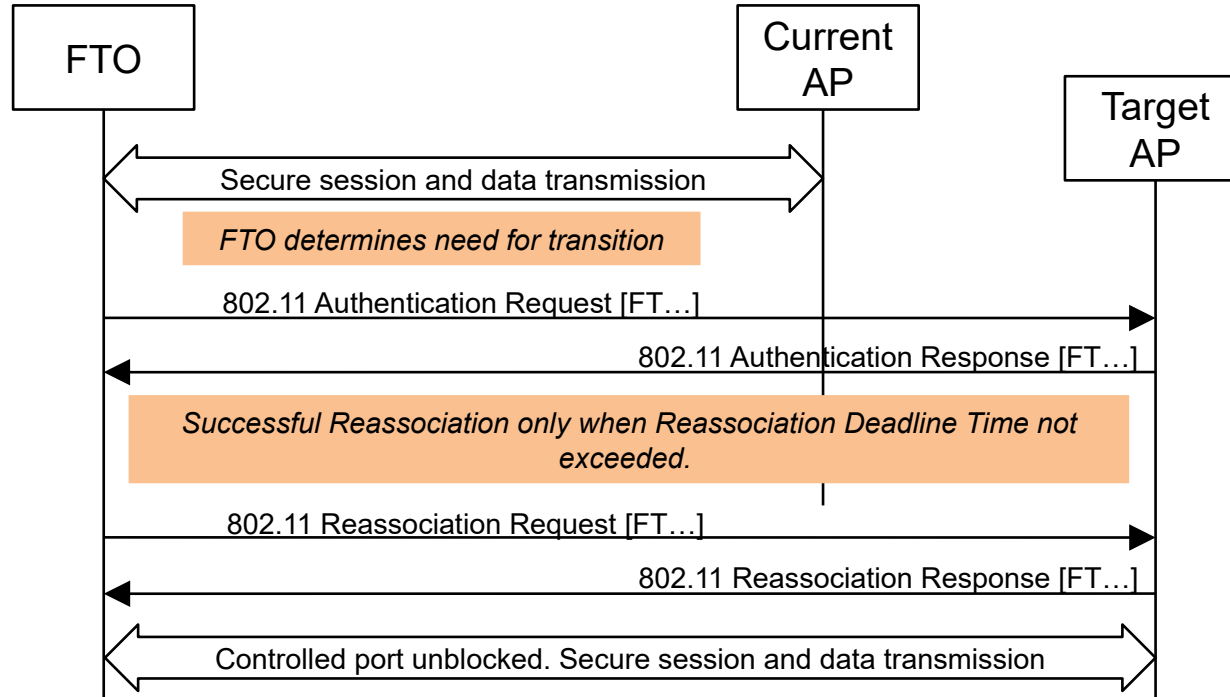 FTO
Current
AP
Target
AP
Secure session and data transmission
FTO determines need for transition
802.11 Authentication Request [FT…]
802.11 Authentication Response [FT…]
Successful Reassociation only when Reassociation Deadline Time not
exceeded.
802.11 Reassociation Request [FT…]
802.11 Reassociation Response [FT…]
Controlled port unblocked. Secure session and data transmission